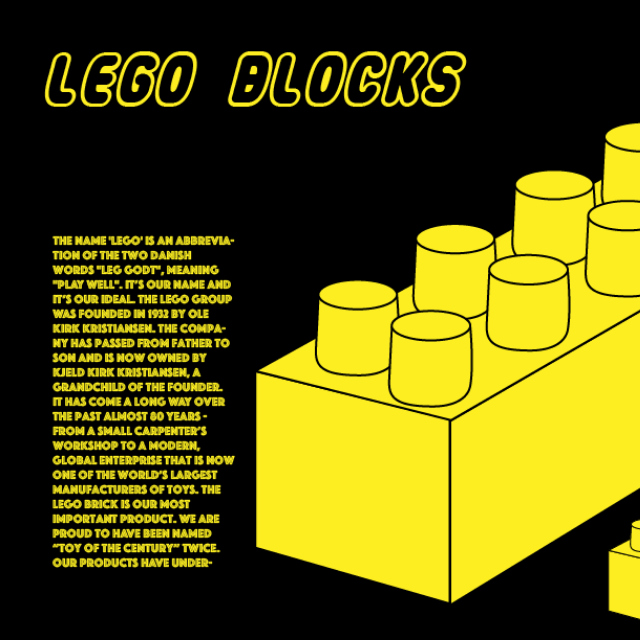 LEGO BLOCKS
THE NAME 'LEGO' IS AN ABBREVIA-
TION OF THE TWO DANISH
WORDS "LEG GODT", MEANING
"PLAY WELL". IT'S OUR NAME AND
IT'S OUR IDEAL. THE LEGO GROUP
WAS FOUNDED IN 1932 BY OLE
KIRK KRISTIANSEN. THE COMPA-
NY HAS PASSED FROM FATHER TO
SON AND IS NOW OWNED BY
KJELD KIRK KRISTIANSEN, A
GRANDCHILD OF THE FOUNDER.
IT HAS COME A LONG WAY OVER
THE PAST ALMOST 80 YEARS -
FROM A SMALL CARPENTER'S
WORKSHOP TO A MODERN,
GLOBAL ENTERPRISE THAT IS NOW
ONE OF THE WORLD'S LARGEST
MANUFACTURERS OF TOYS. THE
LEGO BRICK IS OUR MOST
IMPORTANT PRODUCT. WE ARE
PROUD TO HAVE BEEN NAMED
"TOY OF THE CENTURY" TWICE.
OUR PRODUCTS HAVE UNDER-